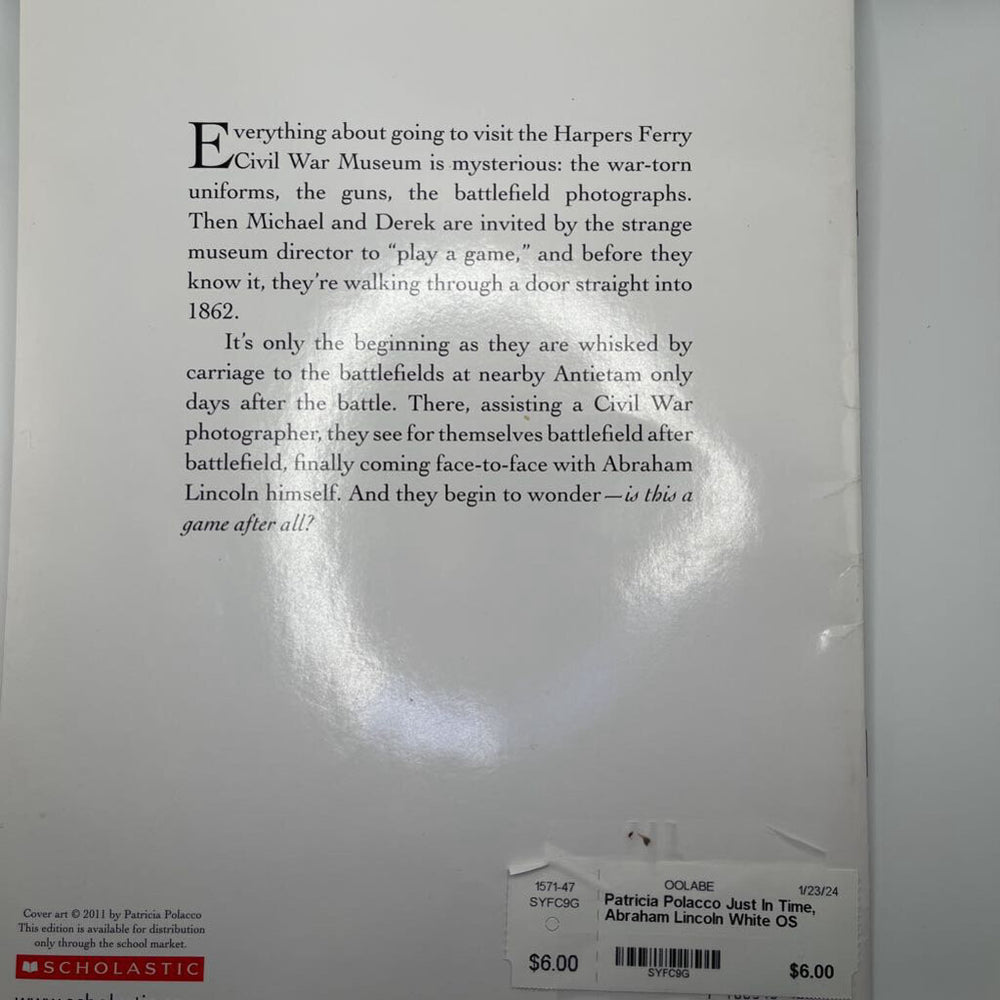 Everything about going to visit the Harpers Ferry
Civil War Museum is mysterious: the war-torn
uniforms, the guns, the battlefield photographs.
Then Michael and Derek are invited by the strange
museum director to “play a game,” and before they
know it, they’re walking through a door straight into
1862.
It’s only the beginning as they are whisked by
carriage to the battlefields at nearby Antietam only
days after the battle. There, assisting a Civil War
photographer, they see for themselves battlefield after
battlefield, finally coming face-to-face with Abraham
Lincoln himself. And they begin to wonder—is this a
game after all?
Cover art © 2011 by Patricia Polacco
This edition is available for distribution
only through the school market.
SCHOLASTIC
1571-47
SYFC9G
$6.00
OOLABE
1/23/24
Patricia Polacco Just In Time,
Abraham Lincoln White OS
SYFC9G
$6.00